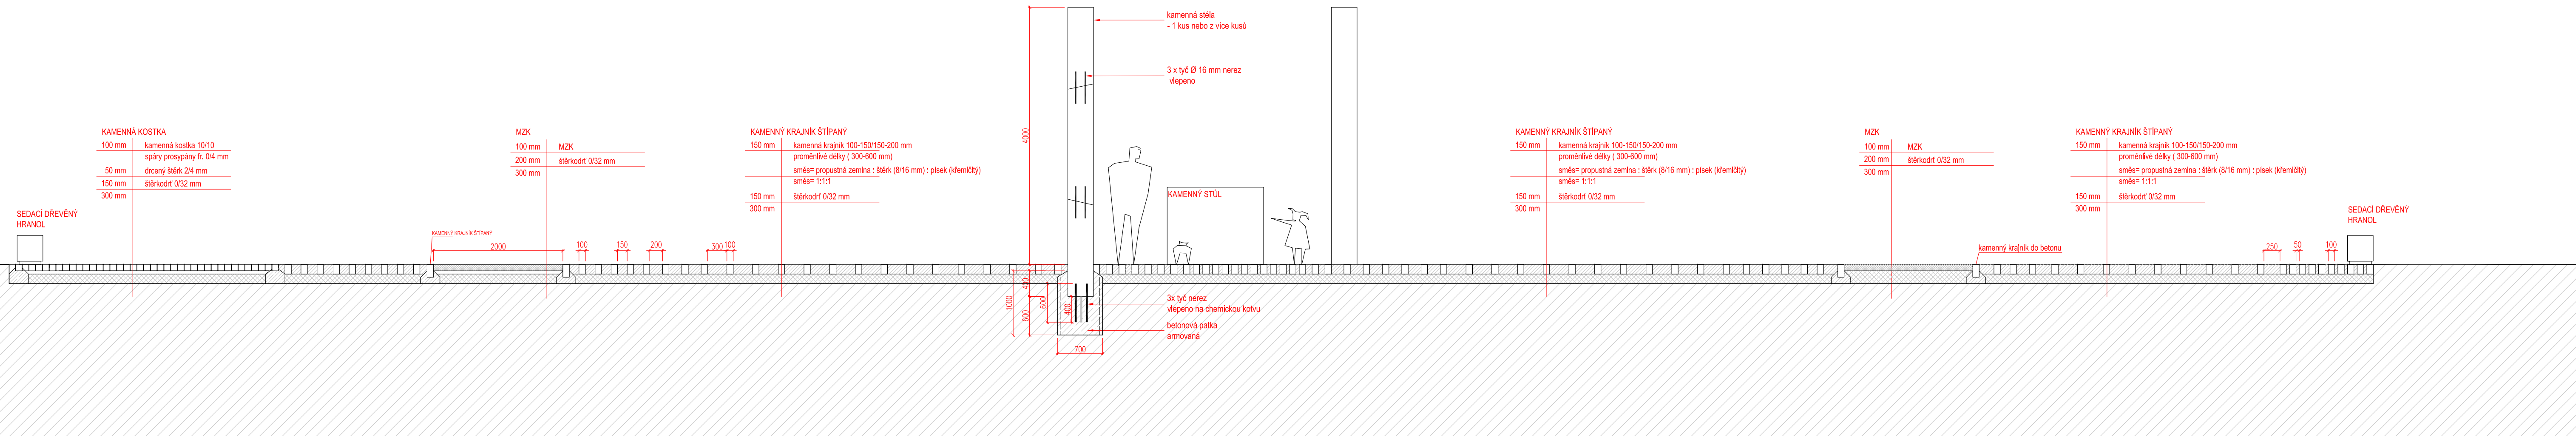 kamenná stéla
- 1 kus nebo z více kusů
3 x tyč Ø 16 mm nerez
vlepeno
4000
KAMENNÁ KOSTKA
100 mm kamenná kostka 10/10
spáry prosypány fr. 0/4 mm
50 mm drcený štěrk 2/4 mm
150 mm štěrkodrť 0/32 mm
300 mm
SEDACÍ DŘEVĚNÝ
HRANOL
MZK
100 mm MZK
200 mm štěrkodrť 0/32 mm
300 mm
KAMENNÝ KRAJNÍK ŠTÍPANÝ
2000
100
150
200
300
100
KAMENNÝ KRAJNÍK ŠTÍPANÝ
150 mm kamenná krajník 100-150/150-200 mm
proměnlivé délky ( 300-600 mm)
směs= propustná zemina : štěrk (8/16 mm) : písek (křemičitý)
směs= 1:1:1
150 mm štěrkodrť 0/32 mm
300 mm
KAMENNÝ STŮL
1000
400
600
600
400
700
3x tyč nerez
vlepeno na chemickou kotvu
betonová patka
armovaná
KAMENNÝ KRAJNÍK ŠTÍPANÝ
150 mm kamenná krajník 100-150/150-200 mm
proměnlivé délky ( 300-600 mm)
směs= propustná zemina : štěrk (8/16 mm) : písek (křemičitý)
směs= 1:1:1
150 mm štěrkodrť 0/32 mm
300 mm
MZK
100 mm MZK
200 mm štěrkodrť 0/32 mm
300 mm
kamenný krajník do betonu
KAMENNÝ KRAJNÍK ŠTÍPANÝ
150 mm kamenná krajník 100-150/150-200 mm
proměnlivé délky ( 300-600 mm)
směs= propustná zemina : štěrk (8/16 mm) : písek (křemičitý)
směs= 1:1:1
150 mm štěrkodrť 0/32 mm
300 mm
SEDACÍ DŘEVĚNÝ
HRANOL
250
50
100